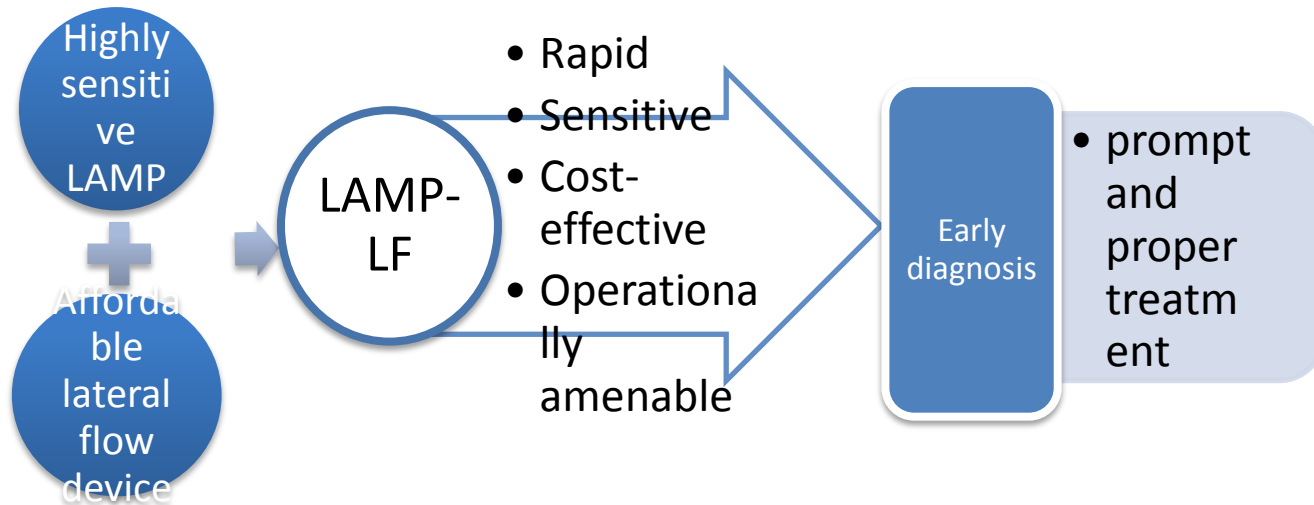 Highly
sensiti
ve
LAMP
Afforda
ble
lateral
flow
device
LAMP-
LF
• Rapid
• Sensitive
• Cost-
effective
• Operationa
lly
amenable
Early
diagnosis
• prompt
and
proper
treatm
ent